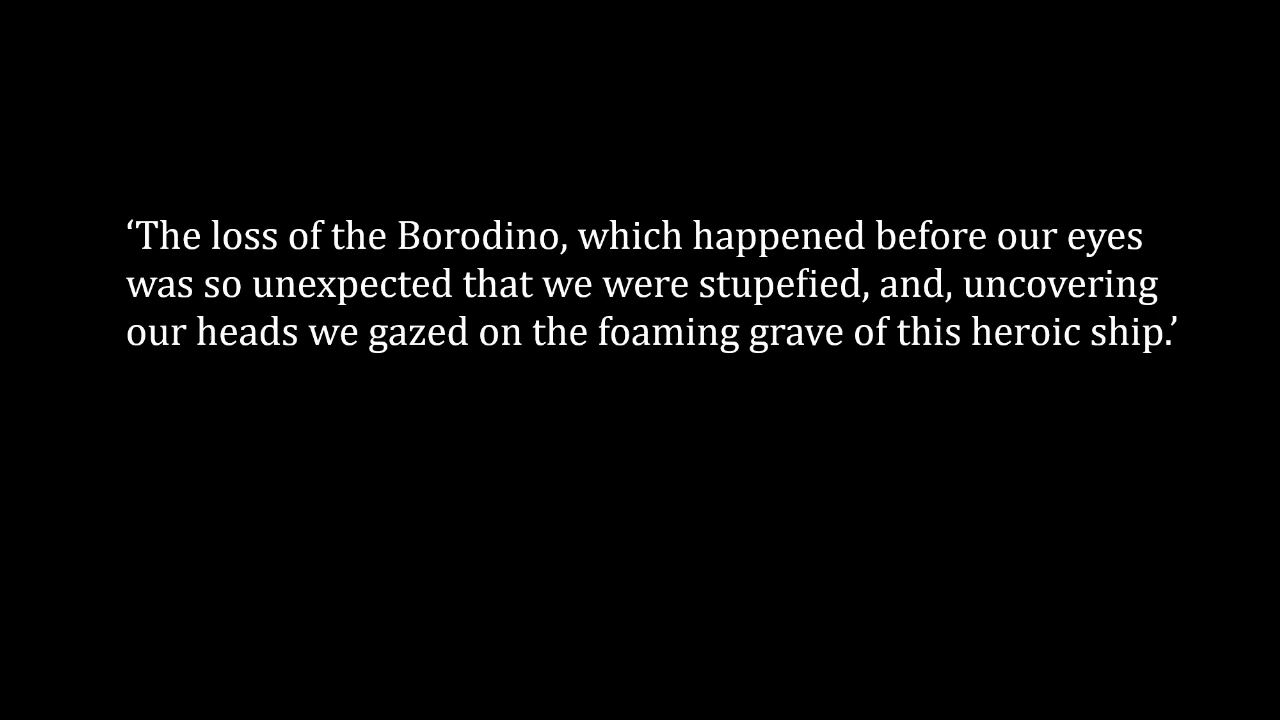 ‘The loss of the Borodino, which happened before our eyes
was so unexpected that we were stupefied, and, uncovering
our heads we gazed on the foaming grave of this heroic ship.’